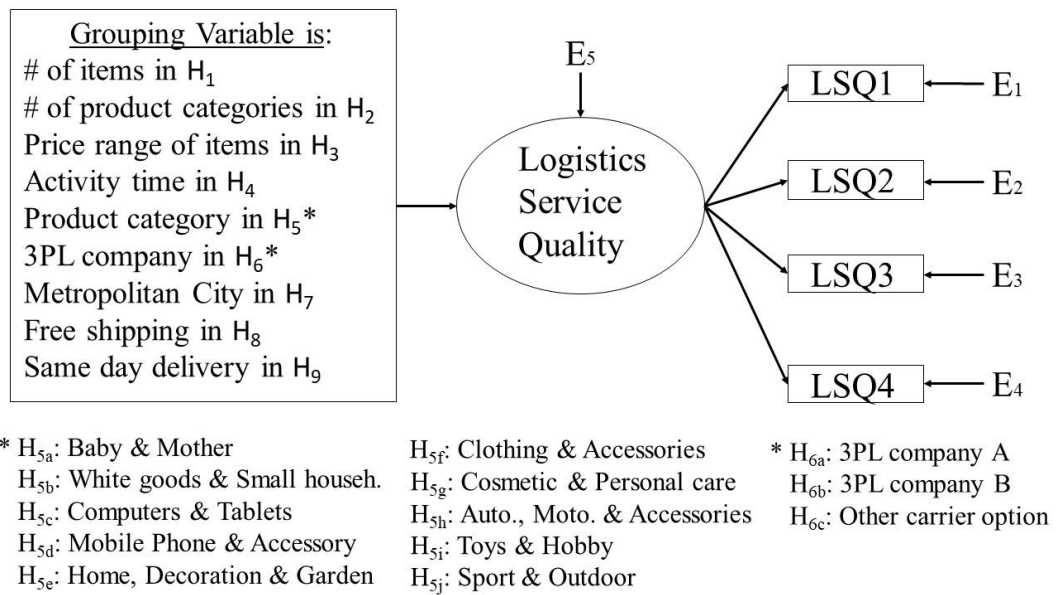 Grouping Variable is:
# of items in H₁
# of product categories in H₂
Price range of items in H₃
Activity time in H₄
Product category in H₅*
3PL company in H₆*
Metropolitan City in H₇
Free shipping in H₈
Same day delivery in H₉
E₅
Logistics
Service
Quality
LSQ1
E₁
LSQ2
E₂
LSQ3
E₃
LSQ4
E₄
* H₅ₐ: Baby & Mother
H₅b: White goods & Small househ.
H₅c: Computers & Tablets
H₅d: Mobile Phone & Accessory
H₅ₑ: Home, Decoration & Garden
H₅f: Clothing & Accessories
H₅g: Cosmetic & Personal care
H₅ₕ: Auto., Moto. & Accessories
H₅ᵢ: Toys & Hobby
H₅ⱼ: Sport & Outdoor
* H₆ₐ: 3PL company A
H₆b: 3PL company B
H₆c: Other carrier option